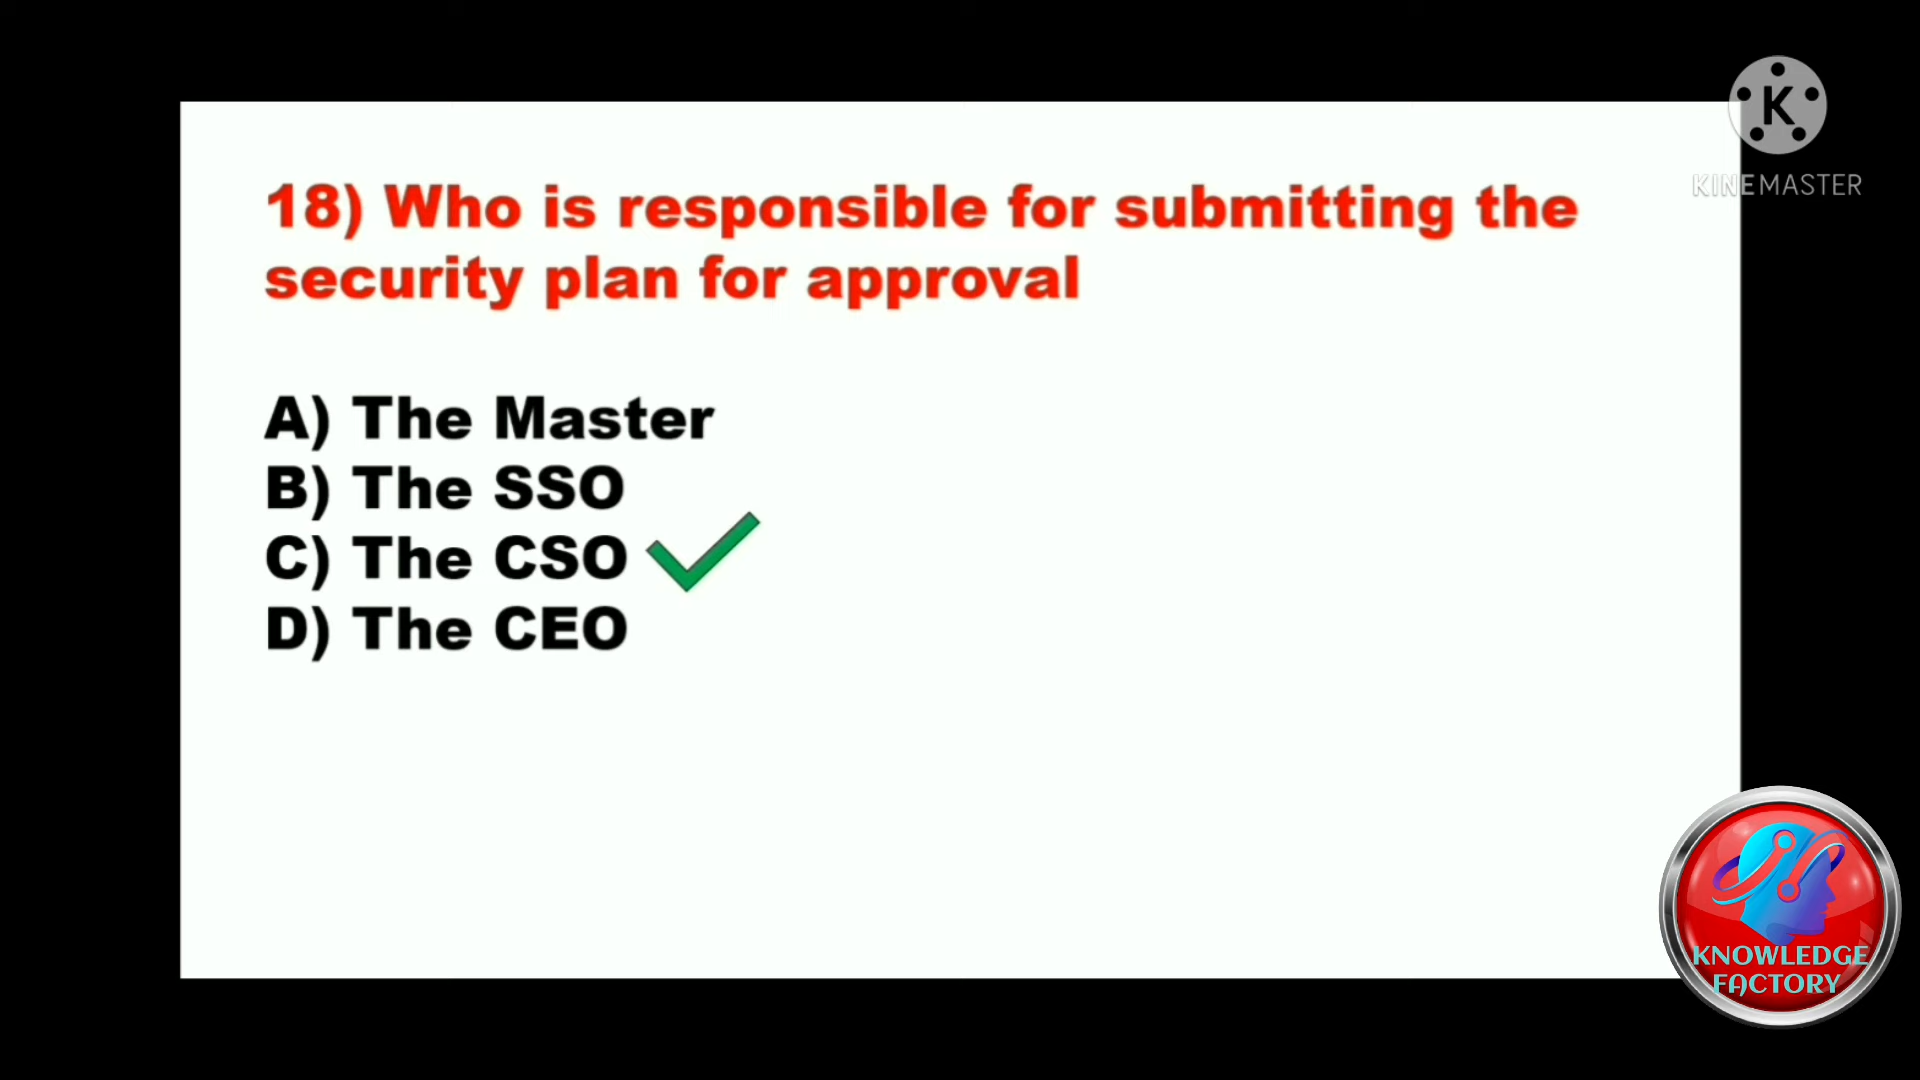 K
KINEMASTER
18) Who is responsible for submitting the
security plan for approval
A) The Master
B) The SSO
C) The CSO
D) The CEO
KNOWLEDGE
FACTORY